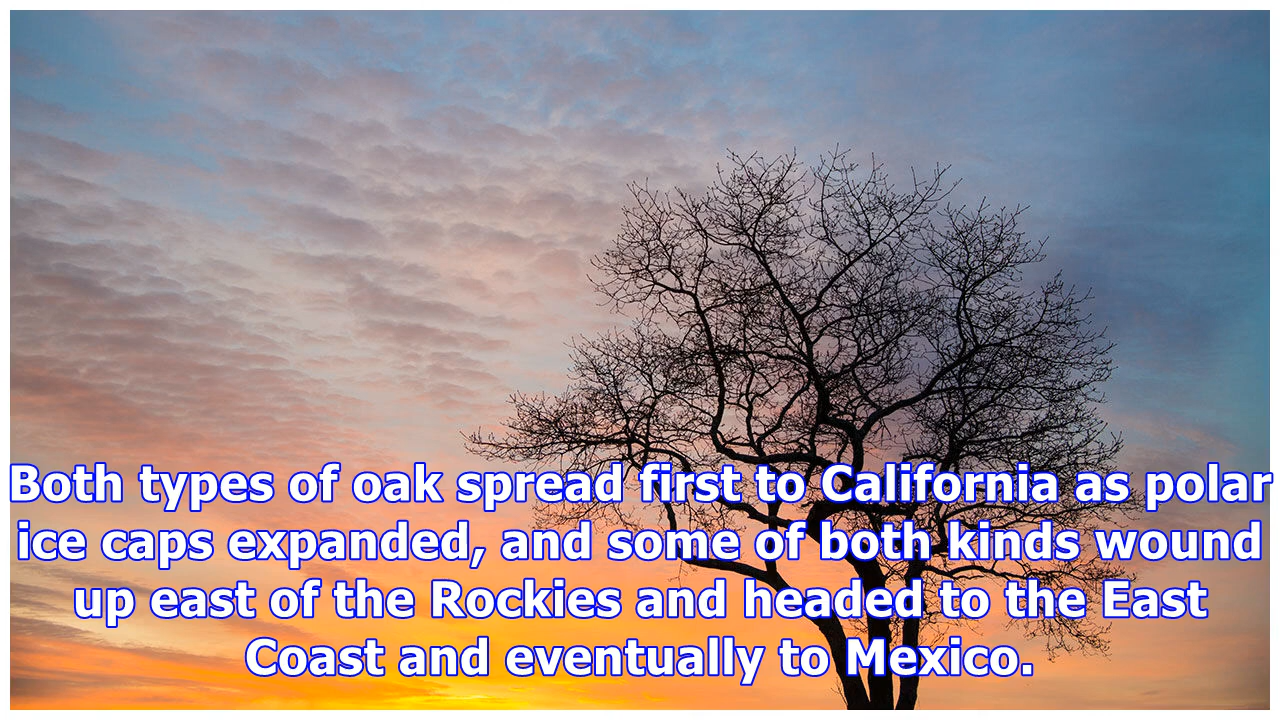 Both types of oak spread first to California as polar
ice caps expanded, and some of both kinds wound
up east of the Rockies and headed to the East
Coast and eventually to Mexico.